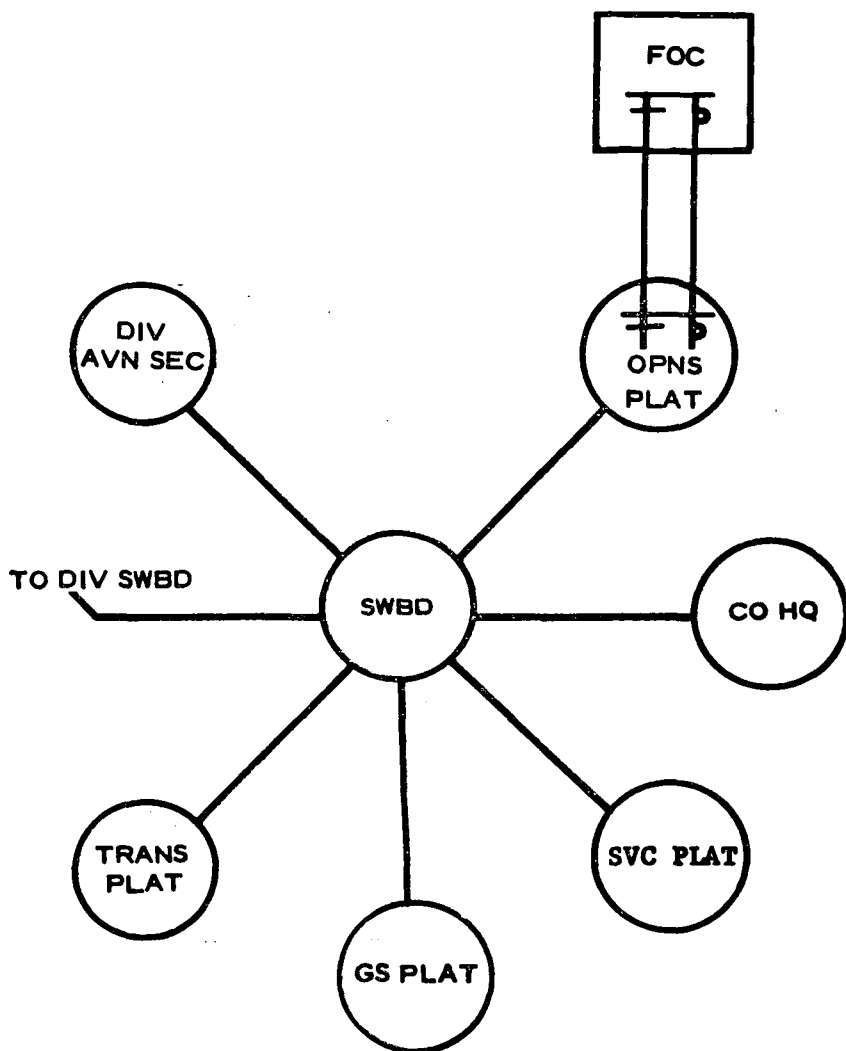 FOC
DIV
AVN SEC
OPNS
PLAT
TO DIV SWBD
SWBD
CO HQ
TRANS
PLAT
SVC PLAT
GS PLAT